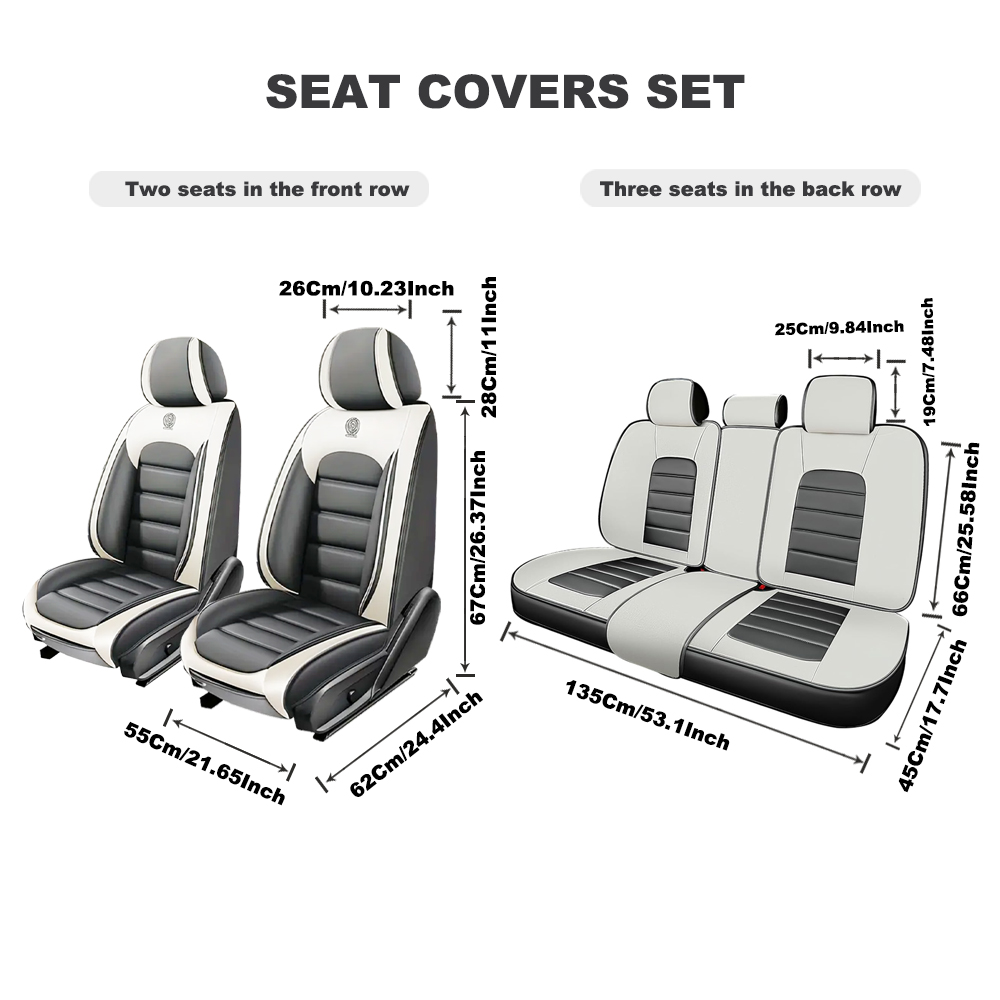 SEAT COVERS SET
Two seats in the front row
Three seats in the back row
26Cm/10.23Inch
28Cm/11Inch
67Cm/26.37Inch
55Cm/21.65Inch
62Cm/24.4Inch
25Cm/9.84Inch
19Cm/7.48Inch
66Cm/25.58Inch
135Cm/53.1Inch
45Cm/17.7Inch